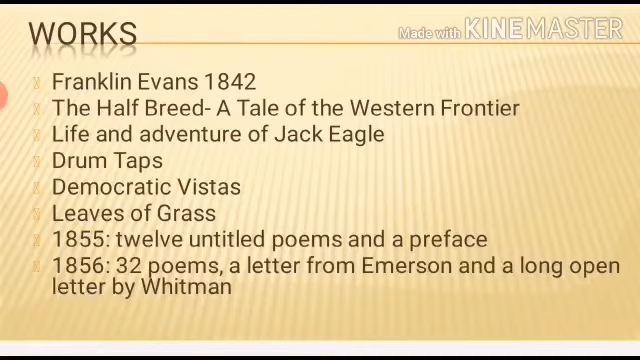 WORKS
Made with KINEMASTER
Franklin Evans 1842
The Half Breed- A Tale of the Western Frontier
Life and adventure of Jack Eagle
Drum Taps
Democratic Vistas
Leaves of Grass
1855: twelve untitled poems and a preface
1856: 32 poems, a letter from Emerson and a long open
letter by Whitman